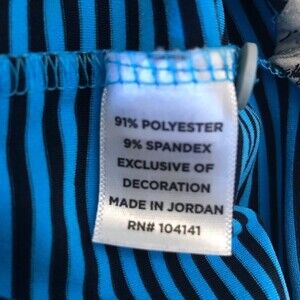 91% POLYESTER
9% SPANDEX
EXCLUSIVE OF
DECORATION
MADE IN JORDAN
RN# 104141